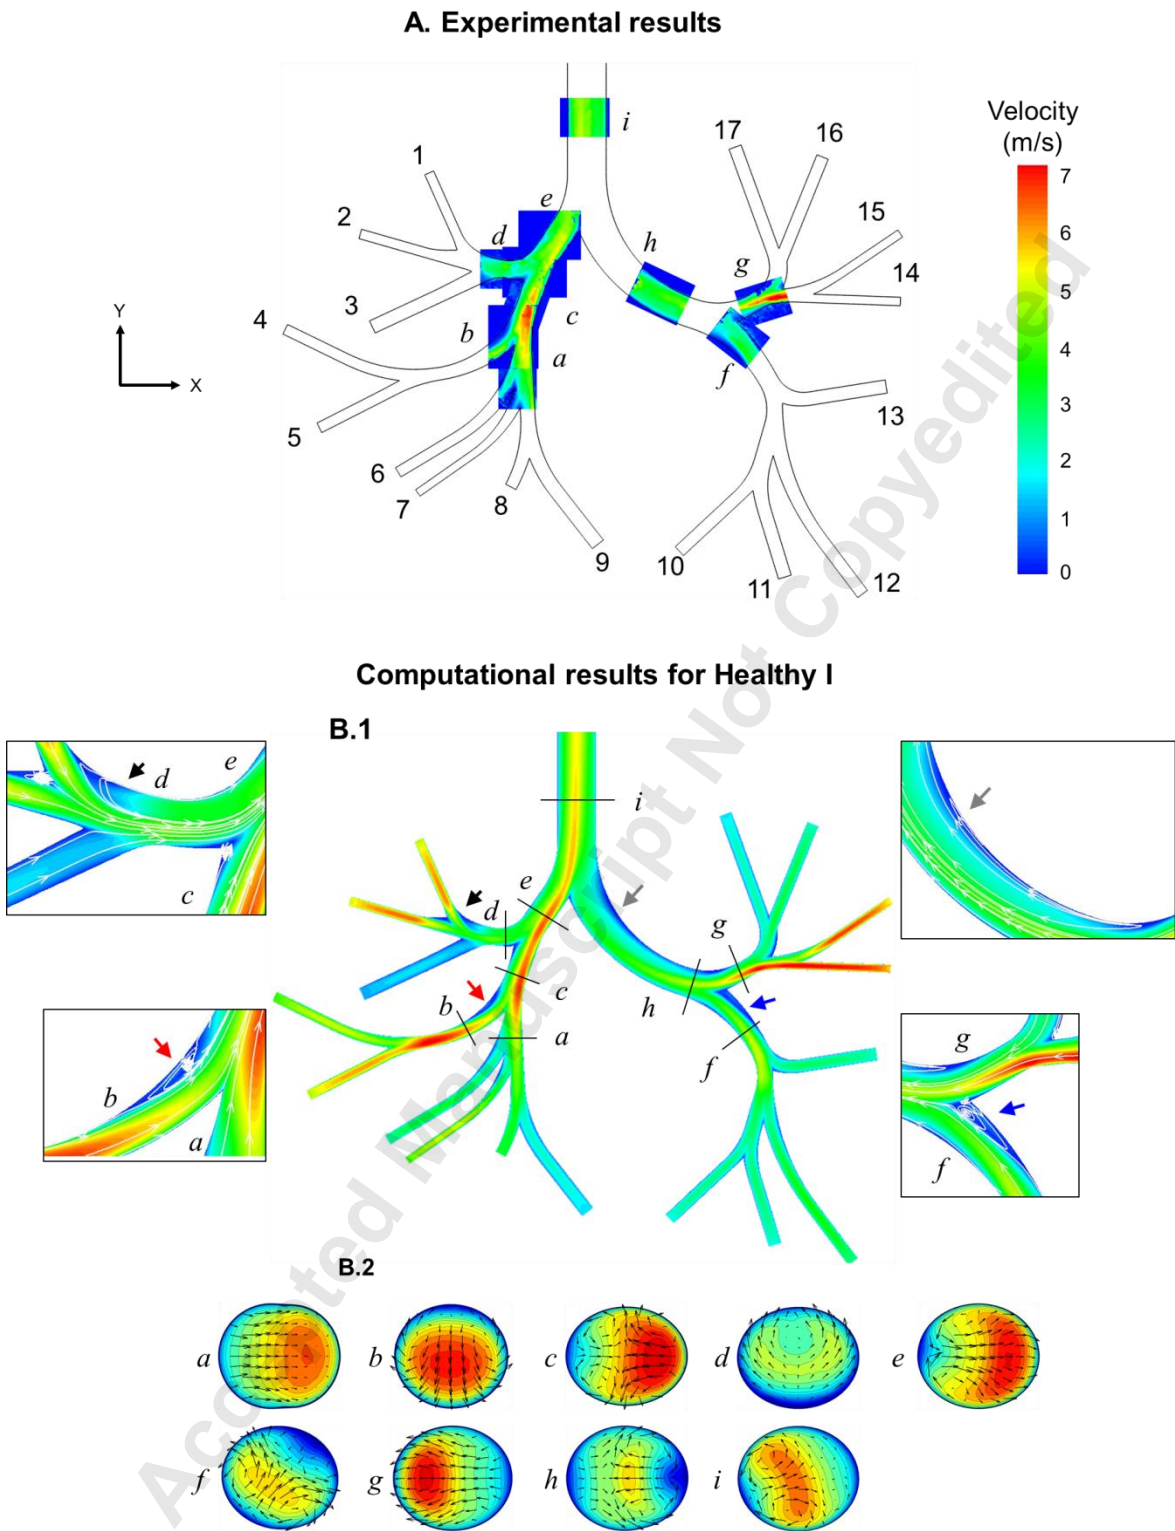 A. Experimental results
Velocity
(m/s)
7
6
5
4
3
2
1
0
i
17
16
1
e
15
2
d
h
g
14
3
c
4
b
a
f
Y
X
13
5
6
7
8
9
10
11
12
Computational results for Healthy I
B.1
d
e
c
i
e
d
g
c
h
b
a
f
b
a
g
f
B.2
a
b
c
d
e
f
g
h
i
Accepted Manuscript Not Copyedited